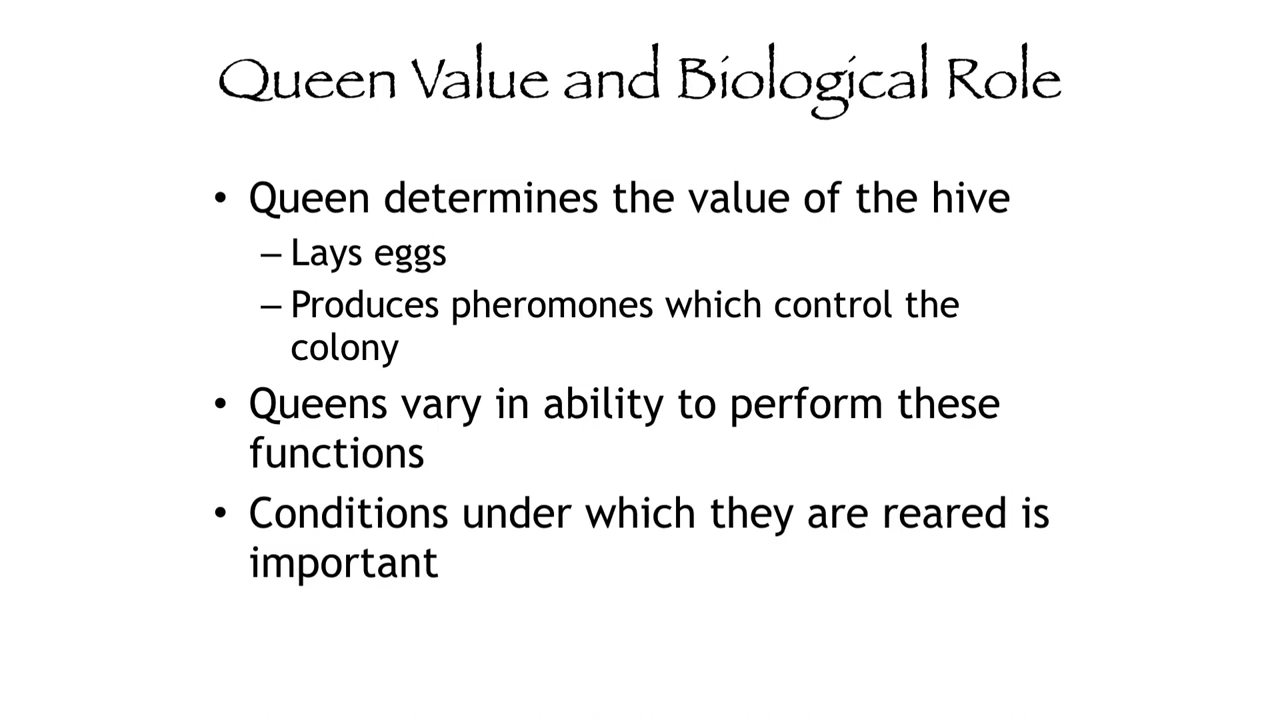 Queen Value and Biological Role
• Queen determines the value of the hive
– Lays eggs
– Produces pheromones which control the
colony
• Queens vary in ability to perform these
functions
• Conditions under which they are reared is
important